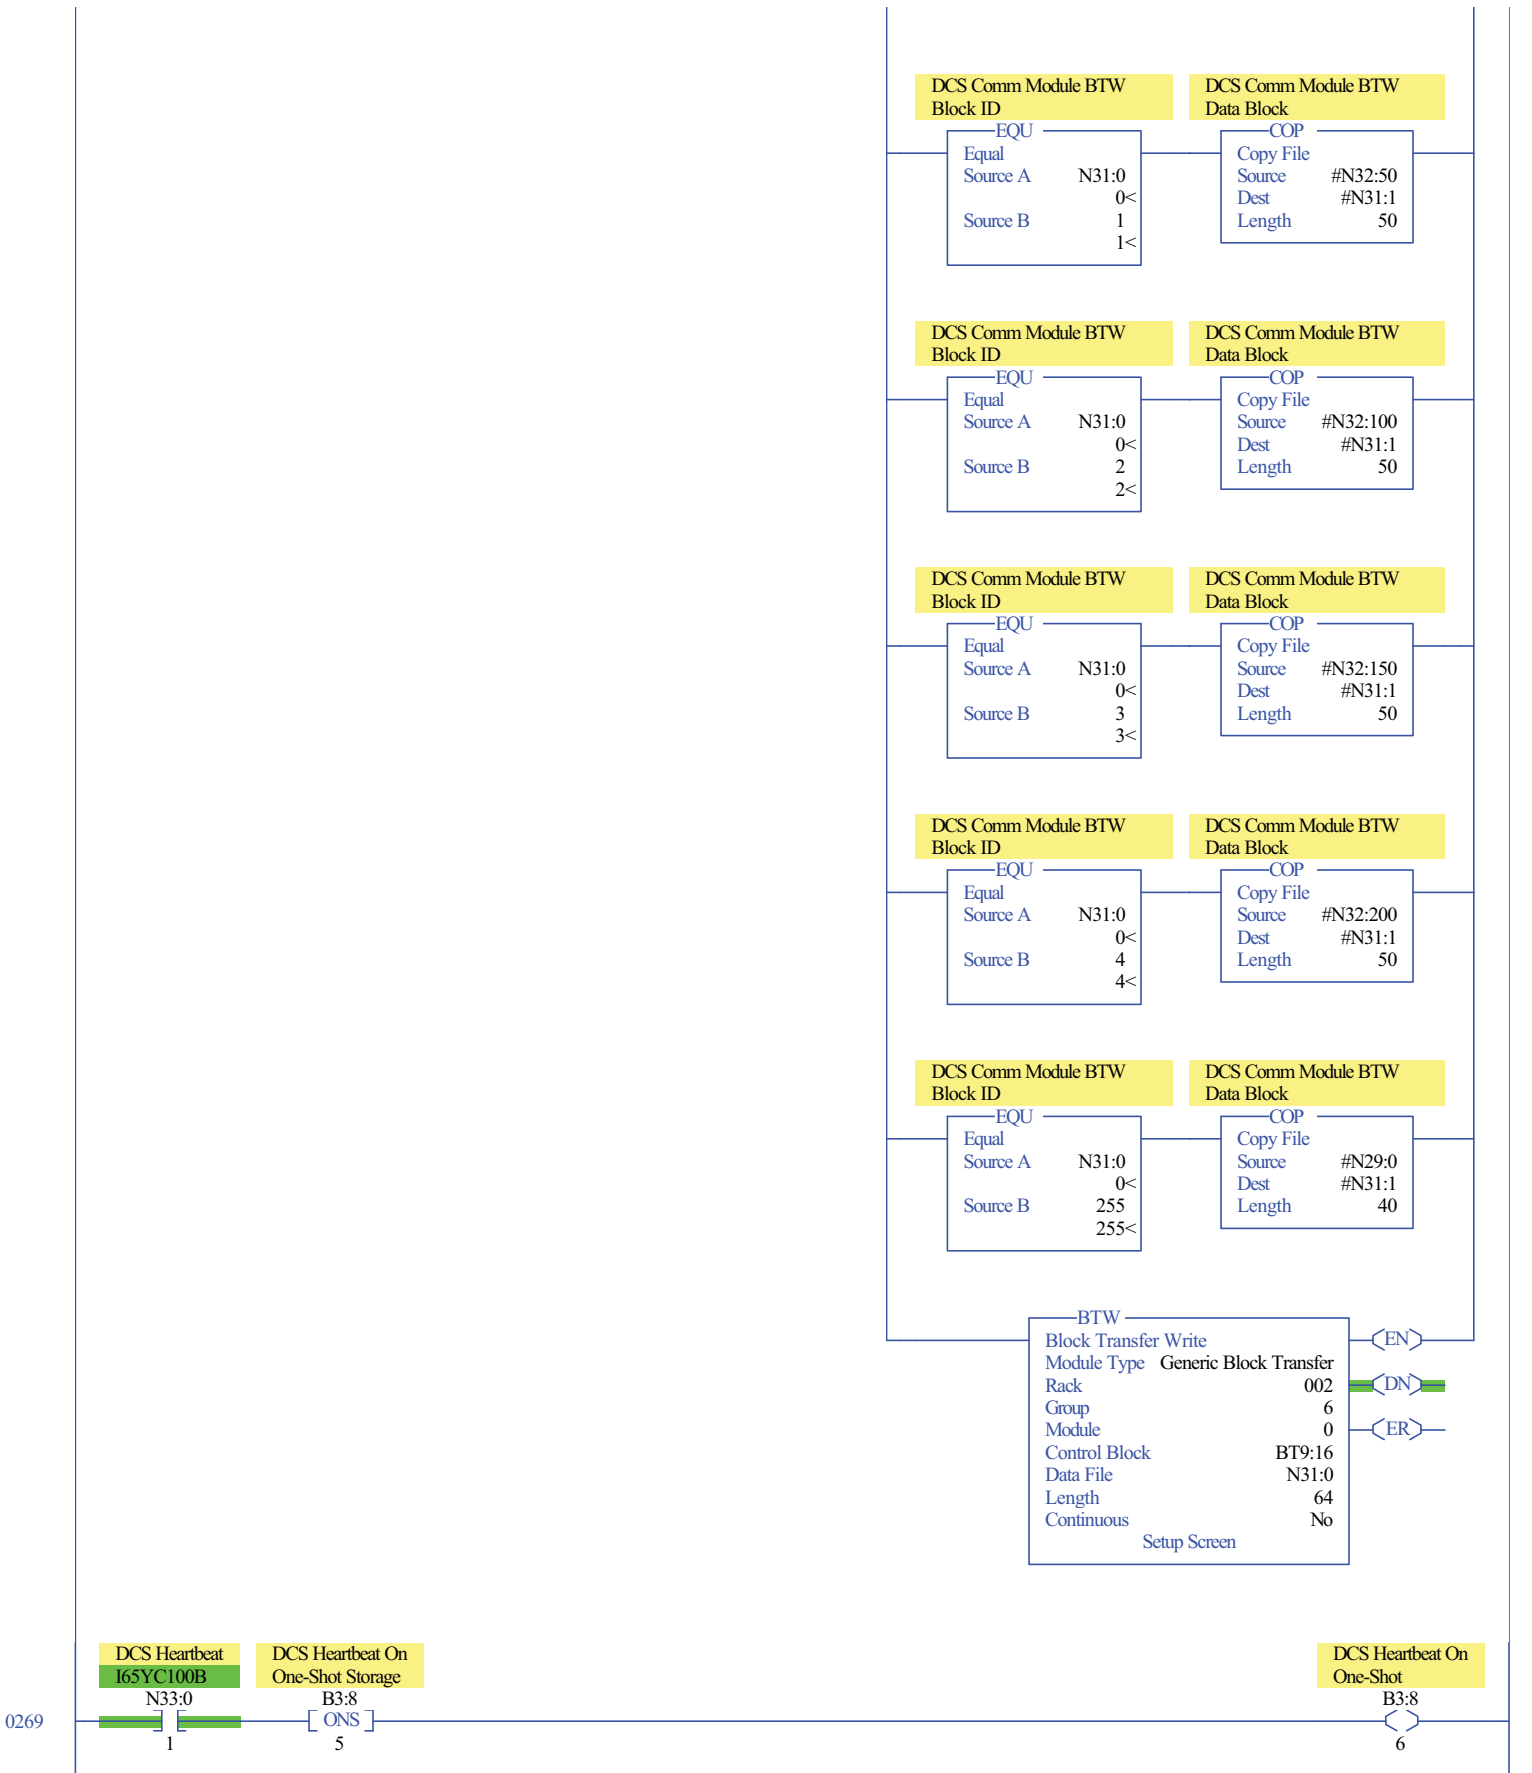 DCS Comm Module BTW
Block ID
DCS Comm Module BTW
Data Block
EQU
Equal
Source A N31:0
0<
Source B 1
1<
COP
Copy File
Source #N32:50
Dest #N31:1
Length 50
DCS Comm Module BTW
Block ID
DCS Comm Module BTW
Data Block
EQU
Equal
Source A N31:0
0<
Source B 2
2<
COP
Copy File
Source #N32:100
Dest #N31:1
Length 50
DCS Comm Module BTW
Block ID
DCS Comm Module BTW
Data Block
EQU
Equal
Source A N31:0
0<
Source B 3
3<
COP
Copy File
Source #N32:150
Dest #N31:1
Length 50
DCS Comm Module BTW
Block ID
DCS Comm Module BTW
Data Block
EQU
Equal
Source A N31:0
0<
Source B 4
4<
COP
Copy File
Source #N32:200
Dest #N31:1
Length 50
DCS Comm Module BTW
Block ID
DCS Comm Module BTW
Data Block
EQU
Equal
Source A N31:0
0<
Source B 255
255<
COP
Copy File
Source #N29:0
Dest #N31:1
Length 40
BTW
Block Transfer Write
Module Type Generic Block Transfer
Rack 002
Group 6
Module 0
Control Block BT9:16
Data File N31:0
Length 64
Continuous No
Setup Screen
EN
DN
ER
0269
DCS Heartbeat
I65YC100B
N33:0
1
DCS Heartbeat On
One-Shot Storage
B3:8
ONS
5
DCS Heartbeat On
One-Shot
B3:8
6